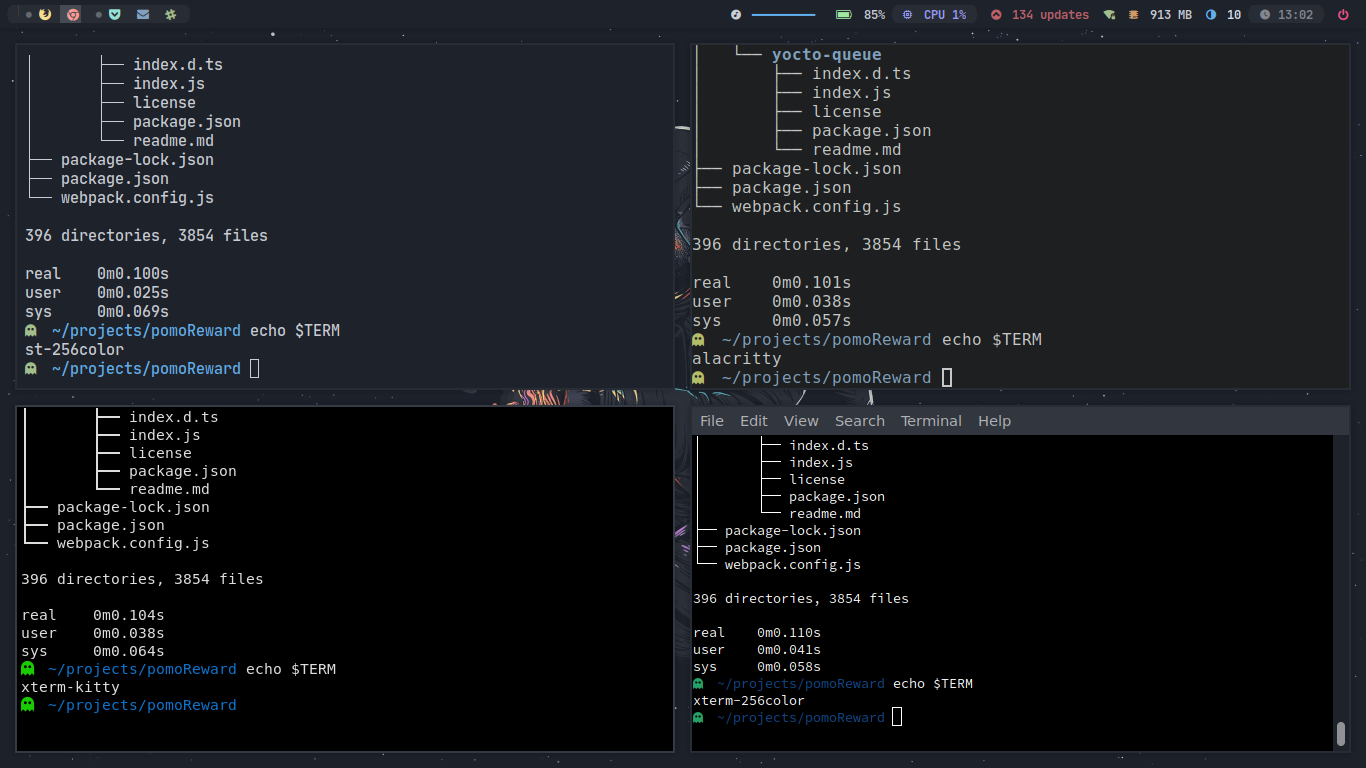 85% CPU 1% 134 updates 913 MB 10 13:02
index.d.ts
index.js
license
package.json
readme.md
package-lock.json
package.json
webpack.config.js
396 directories, 3854 files
real 0m0.100s
user 0m0.025s
sys 0m0.069s
~/projects/pomoReward echo $TERM
st-256color
~/projects/pomoReward
yocto-queue
index.d.ts
index.js
license
package.json
readme.md
package-lock.json
package.json
webpack.config.js
396 directories, 3854 files
real 0m0.101s
user 0m0.038s
sys 0m0.057s
~/projects/pomoReward echo $TERM
alacritty
~/projects/pomoReward
index.d.ts
index.js
license
package.json
readme.md
package-lock.json
package.json
webpack.config.js
396 directories, 3854 files
real 0m0.104s
user 0m0.038s
sys 0m0.064s
~/projects/pomoReward echo $TERM
xterm-kitty
~/projects/pomoReward
File Edit View Search Terminal Help
index.d.ts
index.js
license
package.json
readme.md
package-lock.json
package.json
webpack.config.js
396 directories, 3854 files
real 0m0.110s
user 0m0.041s
sys 0m0.058s
~/projects/pomoReward echo $TERM
xterm-256color
~/projects/pomoReward